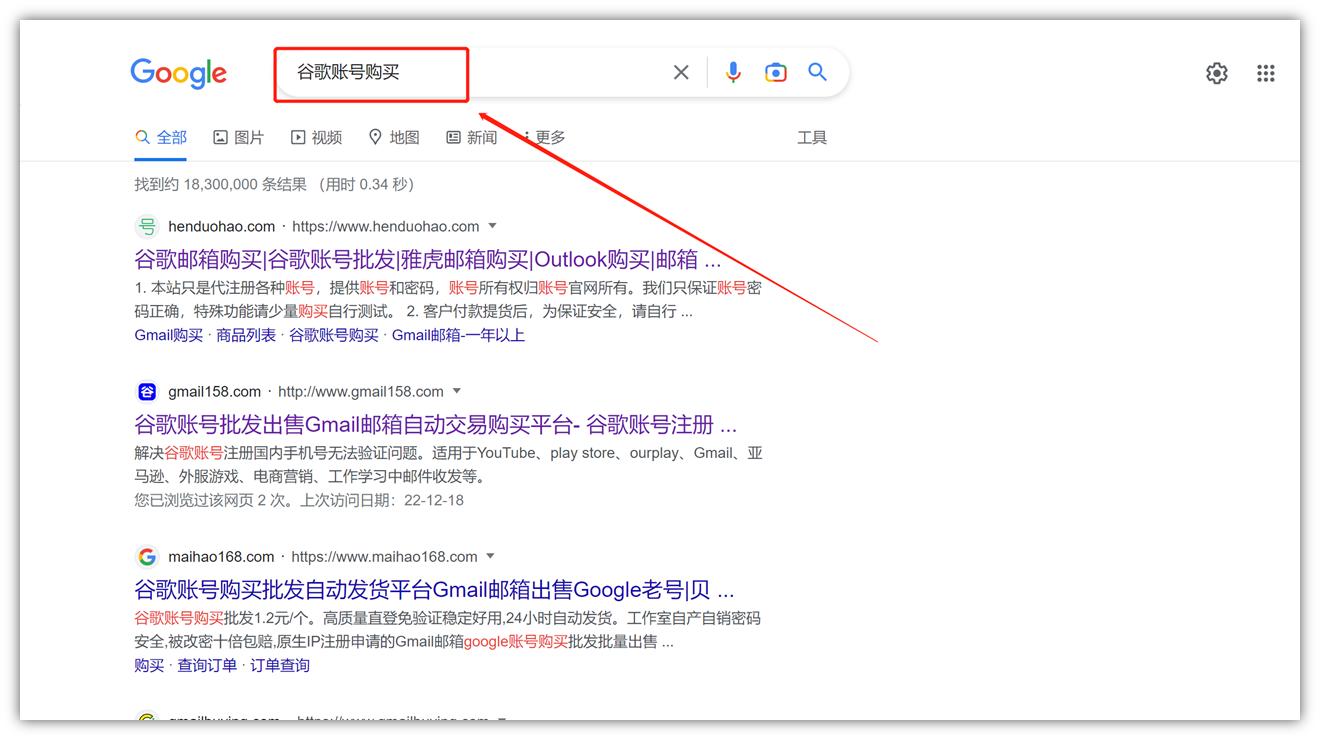 Google
谷歌账号购买
全部 图片 视频 地图 新闻 更多 工具
找到约 18,300,000 条结果 （用时 0.34 秒）
号 henduohao.com · https://www.henduohao.com
谷歌邮箱购买|谷歌账号批发|雅虎邮箱购买|Outlook购买|邮箱 ...
1. 本站只是代注册各种账号，提供账号和密码，账号所有权归账号官网所有。我们只保证账号密
码正确，特殊功能请少量购买自行测试。 2. 客户付款提货后，为保证安全，请自行 ...
Gmail购买 · 商品列表 · 谷歌账号购买 · Gmail邮箱-一年以上
谷 gmail158.com · http://www.gmail158.com
谷歌账号批发出售Gmail邮箱自动交易购买平台- 谷歌账号注册 ...
解决谷歌账号注册国内手机号无法验证问题。适用于YouTube、play store、ourplay、Gmail、亚
马逊、外服游戏、电商营销、工作学习中邮件收发等。
您已浏览过该网页 2 次。上次访问日期：22-12-18
maihao168.com · https://www.maihao168.com
谷歌账号购买批发自动发货平台Gmail邮箱出售Google老号|贝 ...
谷歌账号购买批发1.2元/个。高质量直登免验证稳定好用,24小时自动发货。工作室自产自销密码
安全,被改密十倍包赔,原生IP注册申请的Gmail邮箱google账号购买批发批量出售 ...
购买 · 查询订单 · 订单查询
gmailbuying.com · https://www.gmailbuying.com